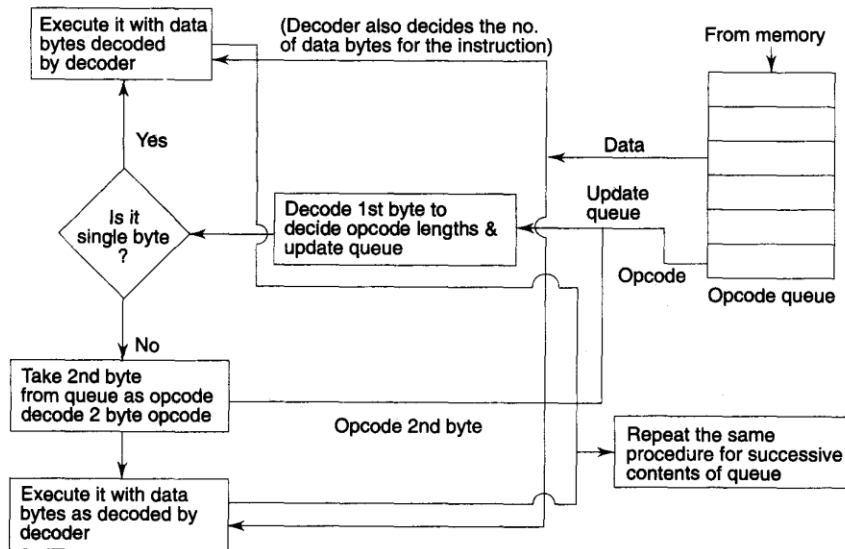 Execute it with data
bytes decoded
by decoder
(Decoder also decides the no.
of data bytes for the instruction)
From memory
Yes
Data
Is it
single byte
?
Decode 1st byte to
decide opcode lengths &
update queue
Update
queue
Opcode
Opcode queue
No
Take 2nd byte
from queue as opcode
decode 2 byte opcode
Opcode 2nd byte
Repeat the same
procedure for successive
contents of queue
Execute it with data
bytes as decoded by
decoder